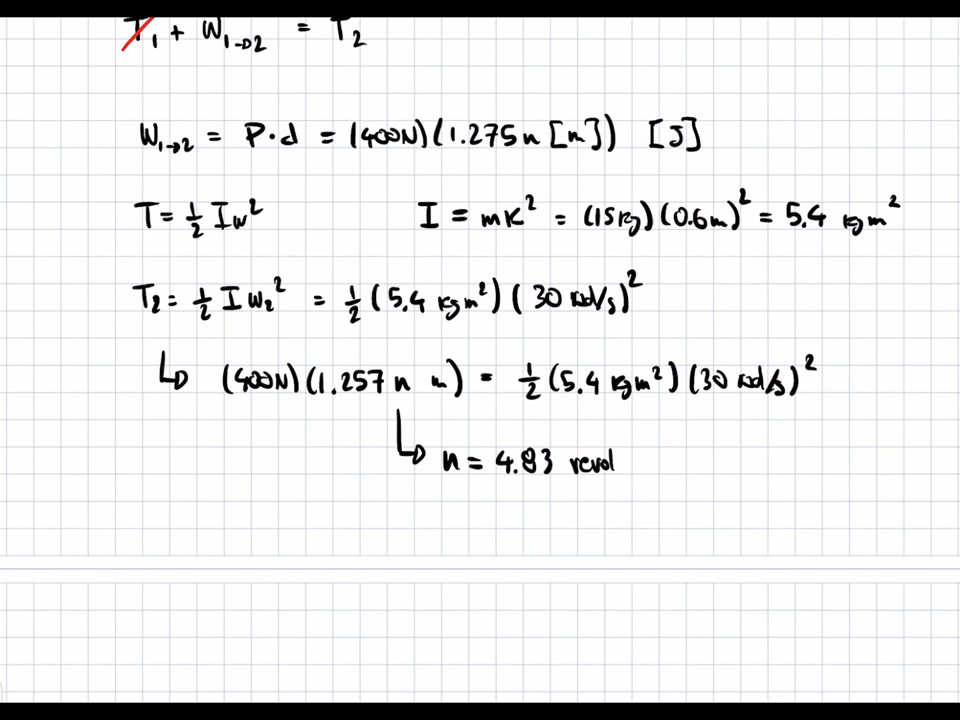 T₁ + W₁→₂ = T₂
W₁→₂ = P·d = (400N)(1.275n [m]) [J]
T = ½ Iω² I = mK² = (15kg)(0.6m)² = 5.4 kgm²
T₂ = ½ Iω₂² = ½ (5.4 kgm²)(30 rad/s)²
↳ (400N)(1.257 n m) = ½ (5.4 kgm²)(30 rad/s)²
↳ n = 4.83 revol